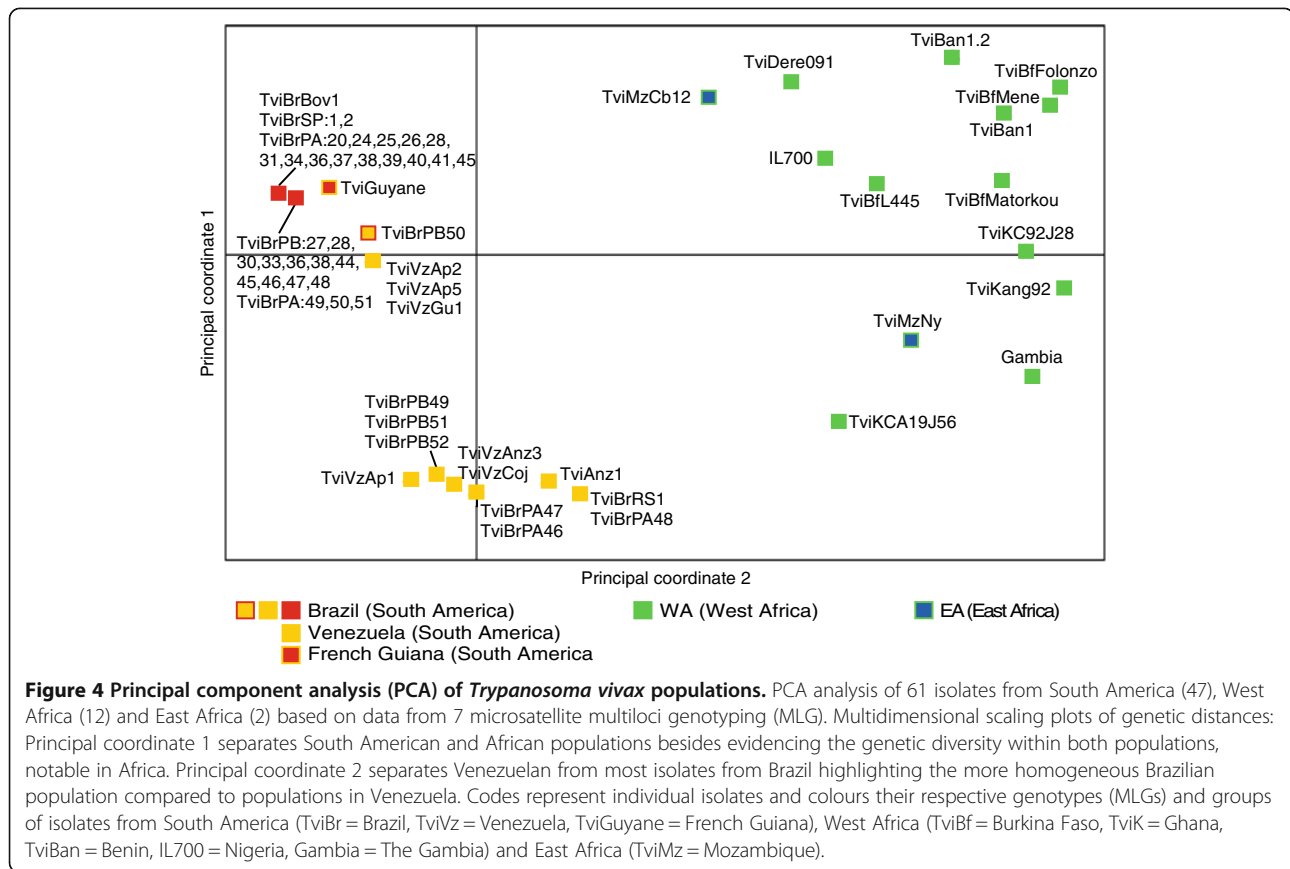 TviBan1.2
TviDere091
TviBfFolonzo
TviMzCb12
TviBfMene
TviBrBov1
TviBrSP:1,2
TviBrPA:20,24,25,26,28,
31,34,36,37,38,39,40,41,45
TviBan1
IL700
TviGuyane
TviBfL445
TviBfMatorkou
TviBrPB50
TviKC92J28
TviBrPB:27,28,
30,33,36,38,44,
45,46,47,48
TviBrPA:49,50,51
TviVzAp2
TviVzAp5
TviVzGu1
TviKang92
TviMzNy
Gambia
TviBrPB49
TviBrPB51
TviBrPB52
TviKCA19J56
TviVzAnz3
TviVzCoj
TviVzAp1
TviAnz1
TviBrRS1
TviBrPA48
TviBrPA47
TviBrPA46
Principal coordinate 1
Principal coordinate 2
Brazil (South America)
WA (West Africa)
EA (East Africa)
Venezuela (South America)
French Guiana (South America
Figure 4 Principal component analysis (PCA) of Trypanosoma vivax populations. PCA analysis of 61 isolates from South America (47), West
Africa (12) and East Africa (2) based on data from 7 microsatellite multiloci genotyping (MLG). Multidimensional scaling plots of genetic distances:
Principal coordinate 1 separates South American and African populations besides evidencing the genetic diversity within both populations,
notable in Africa. Principal coordinate 2 separates Venezuelan from most isolates from Brazil highlighting the more homogeneous Brazilian
population compared to populations in Venezuela. Codes represent individual isolates and colours their respective genotypes (MLGs) and groups
of isolates from South America (TviBr = Brazil, TviVz = Venezuela, TviGuyane = French Guiana), West Africa (TviBf = Burkina Faso, TviK = Ghana,
TviBan = Benin, IL700 = Nigeria, Gambia = The Gambia) and East Africa (TviMz = Mozambique).